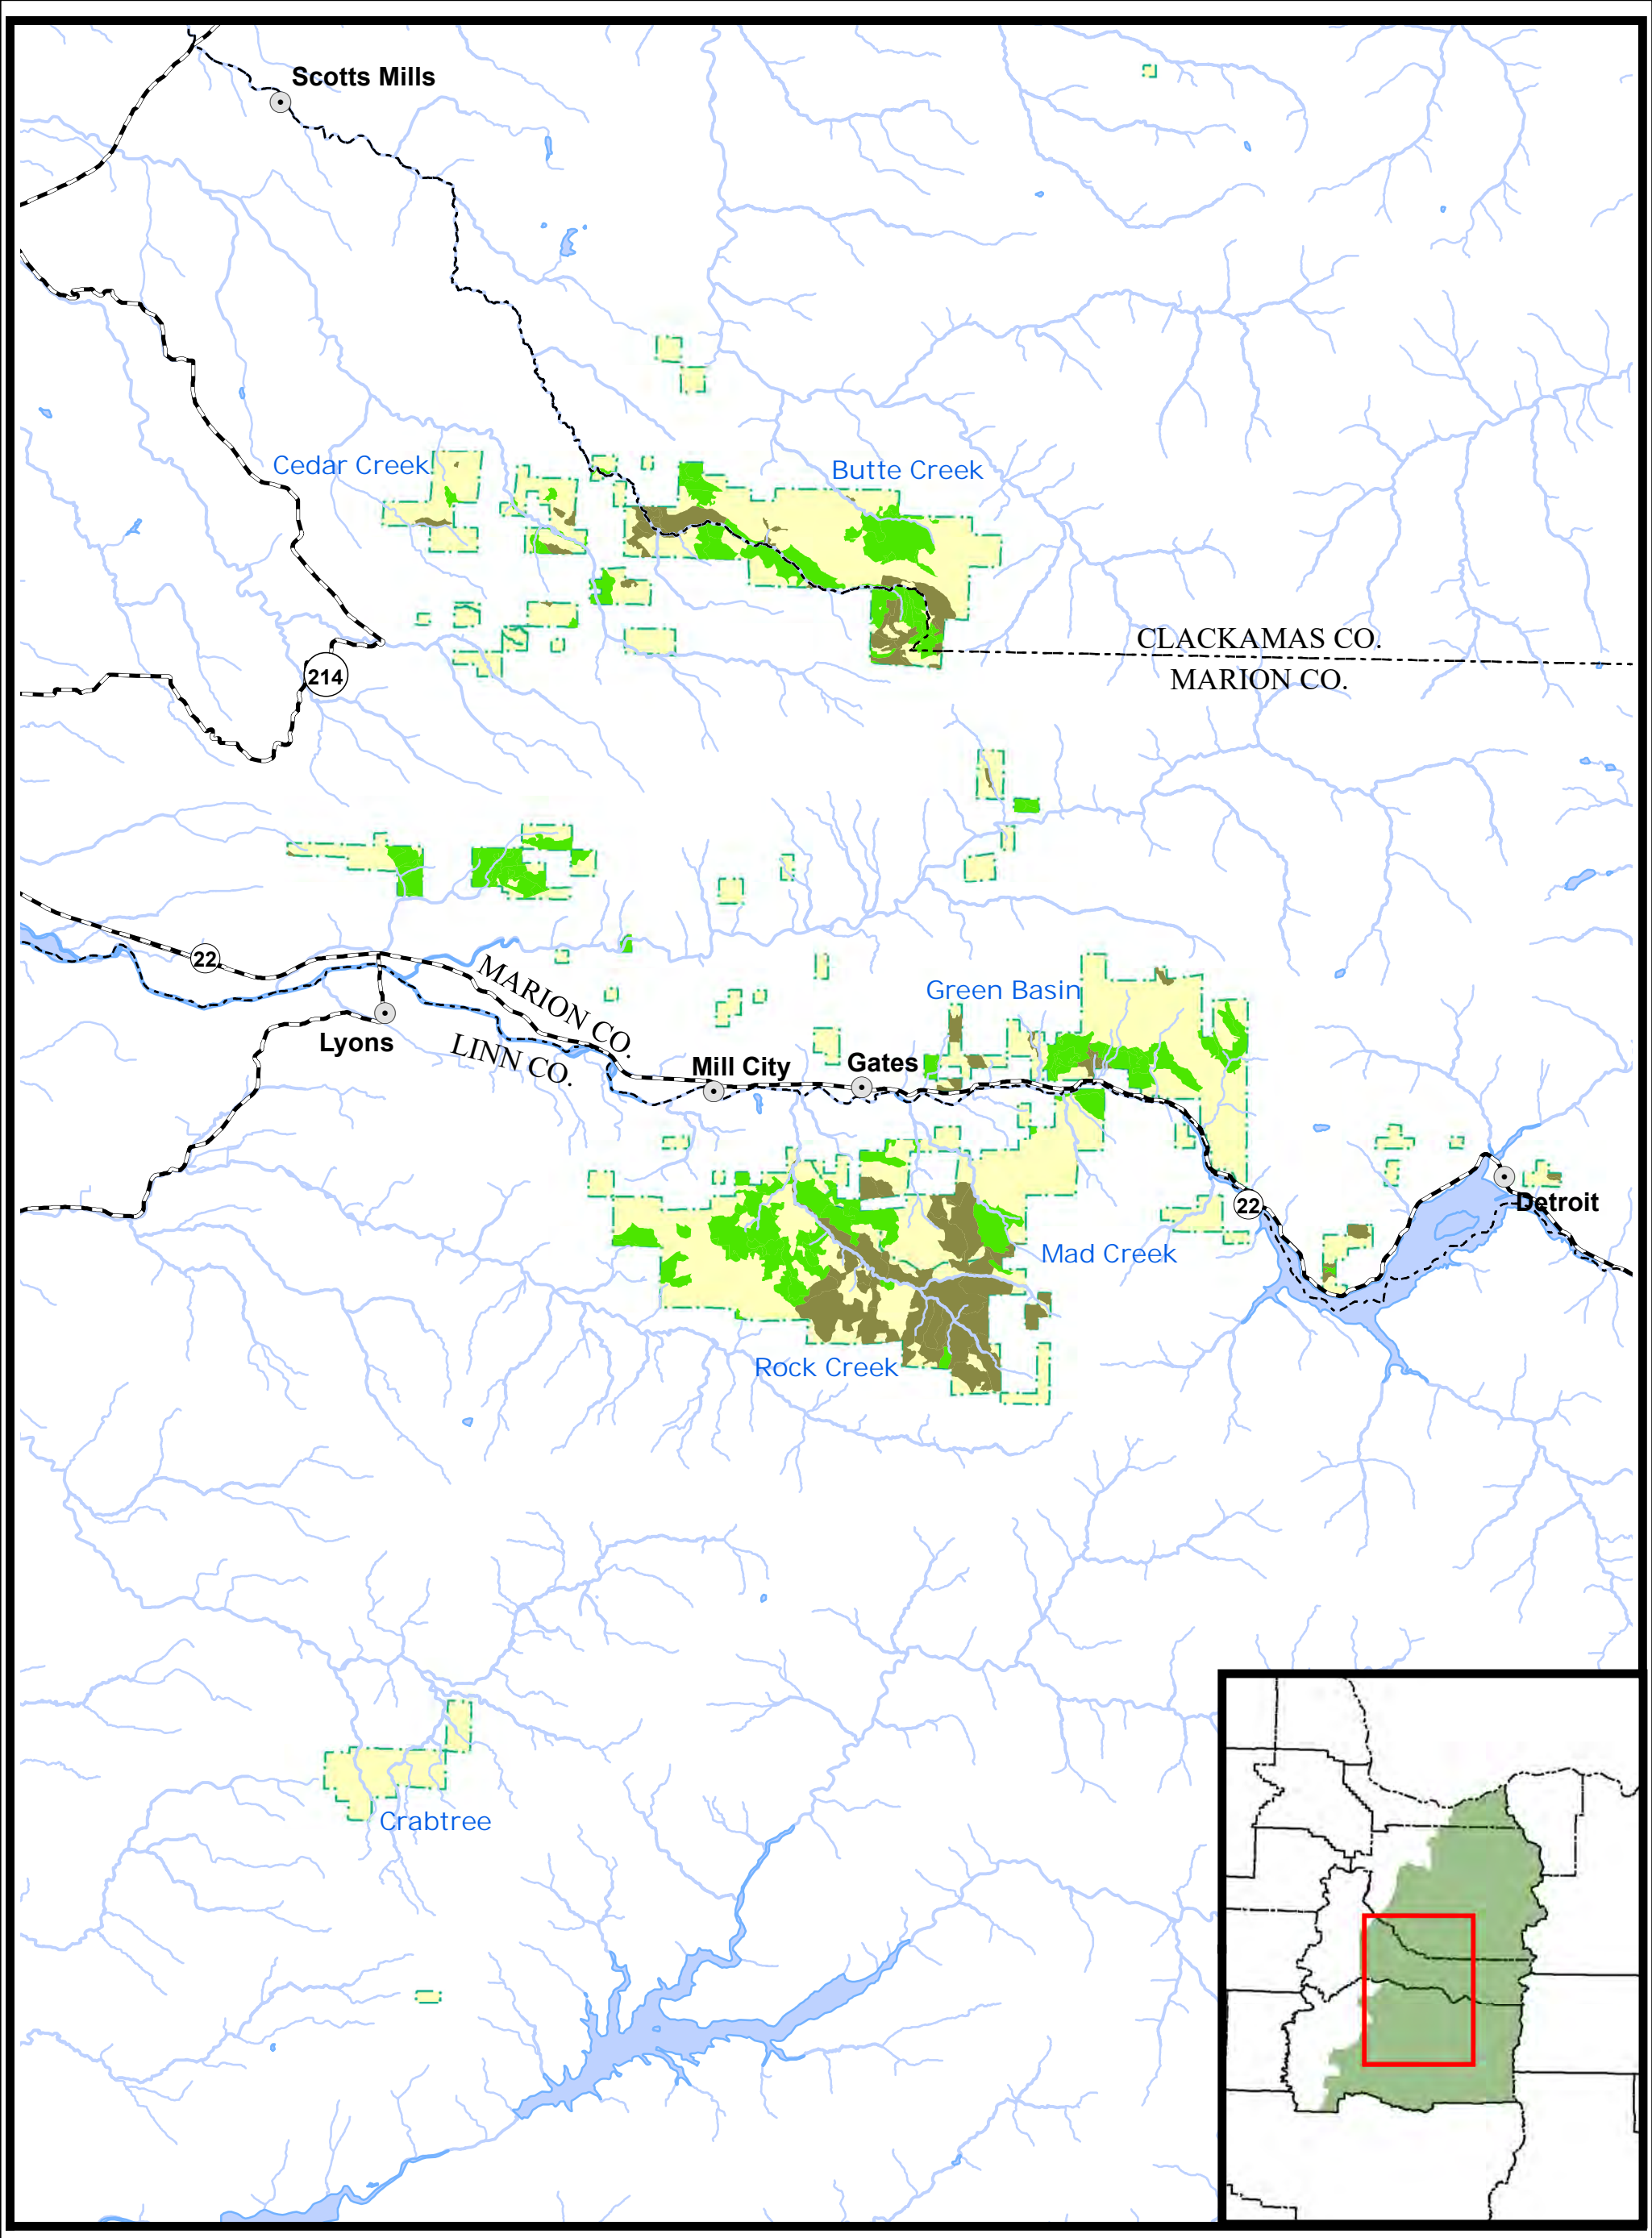 Scotts Mills
Cedar Creek
Butte Creek
CLACKAMAS CO.
MARION CO.
214
22
MARION CO.
Green Basin
Lyons
LINN CO.
Mill City
Gates
Detroit
22
Mad Creek
Rock Creek
Crabtree